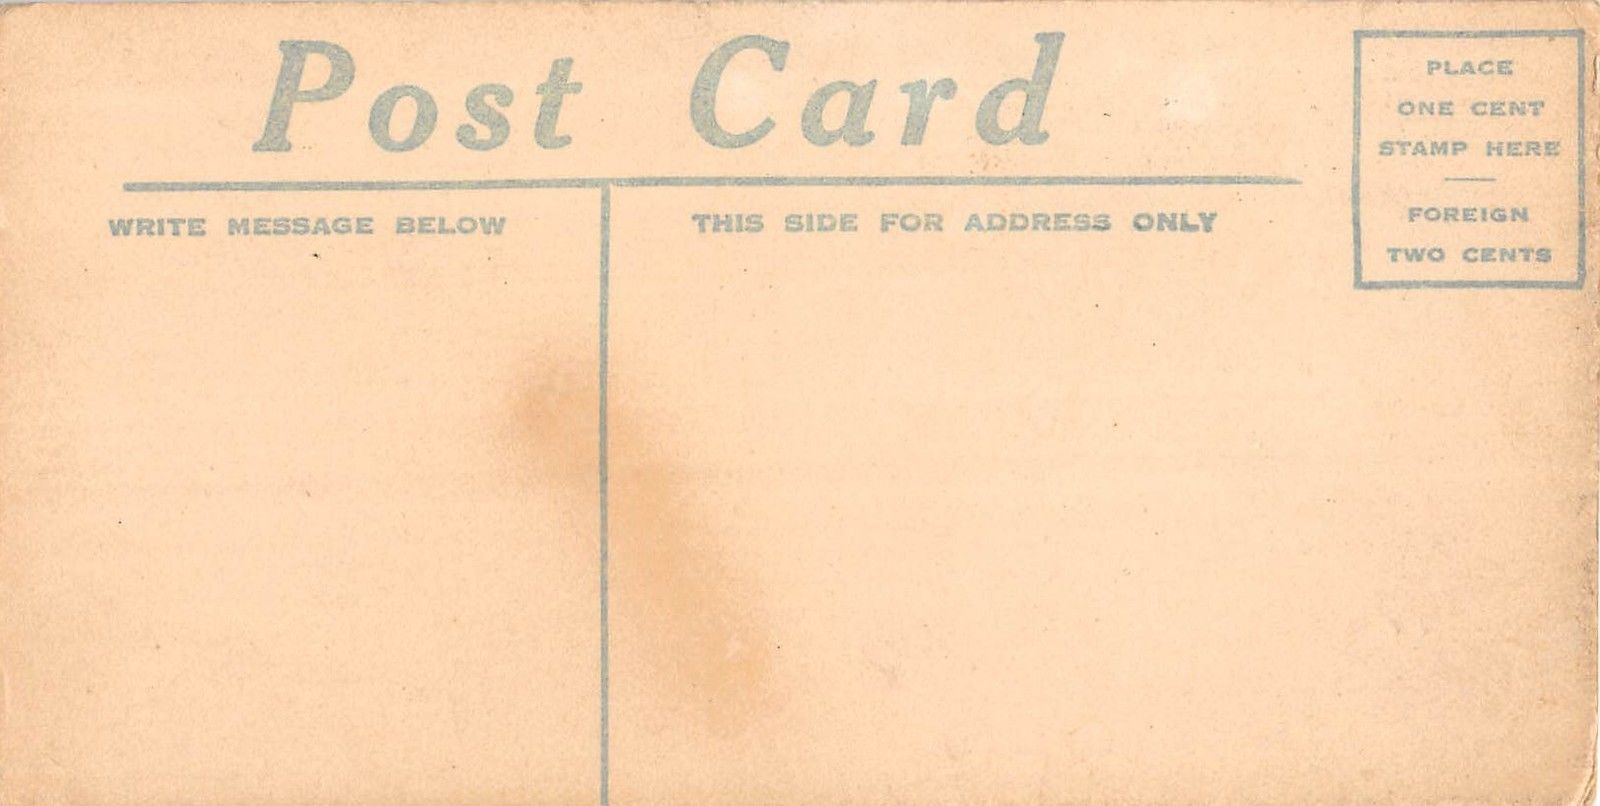 Post Card
WRITE MESSAGE BELOW
THIS SIDE FOR ADDRESS ONLY
PLACE
ONE CENT
STAMP HERE
FOREIGN
TWO CENTS